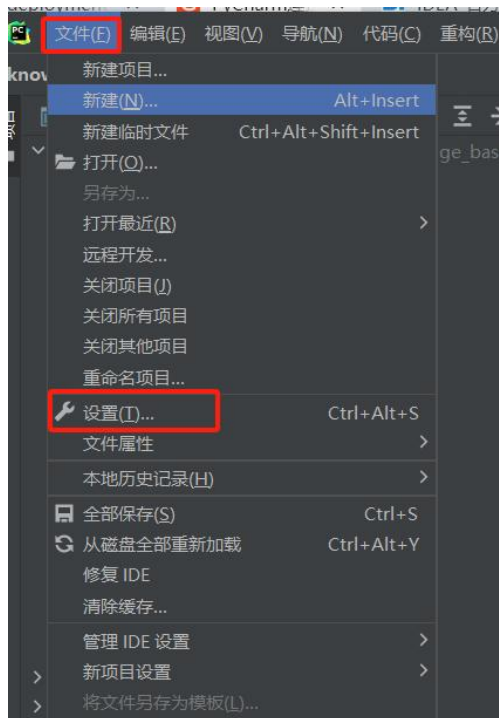 PC
文件(F) 编辑(E) 视图(V) 导航(N) 代码(C) 重构(R)
新建项目...
新建(N)... Alt+Insert
新建临时文件 Ctrl+Alt+Shift+Insert
打开(O)...
另存为...
打开最近(R)
远程开发...
关闭项目(J)
关闭所有项目
关闭其他项目
重命名项目...
设置(T)... Ctrl+Alt+S
文件属性
本地历史记录(H)
全部保存(S) Ctrl+S
从磁盘全部重新加载 Ctrl+Alt+Y
修复 IDE
清除缓存...
管理 IDE 设置
新项目设置
将文件另存为模板(L)...